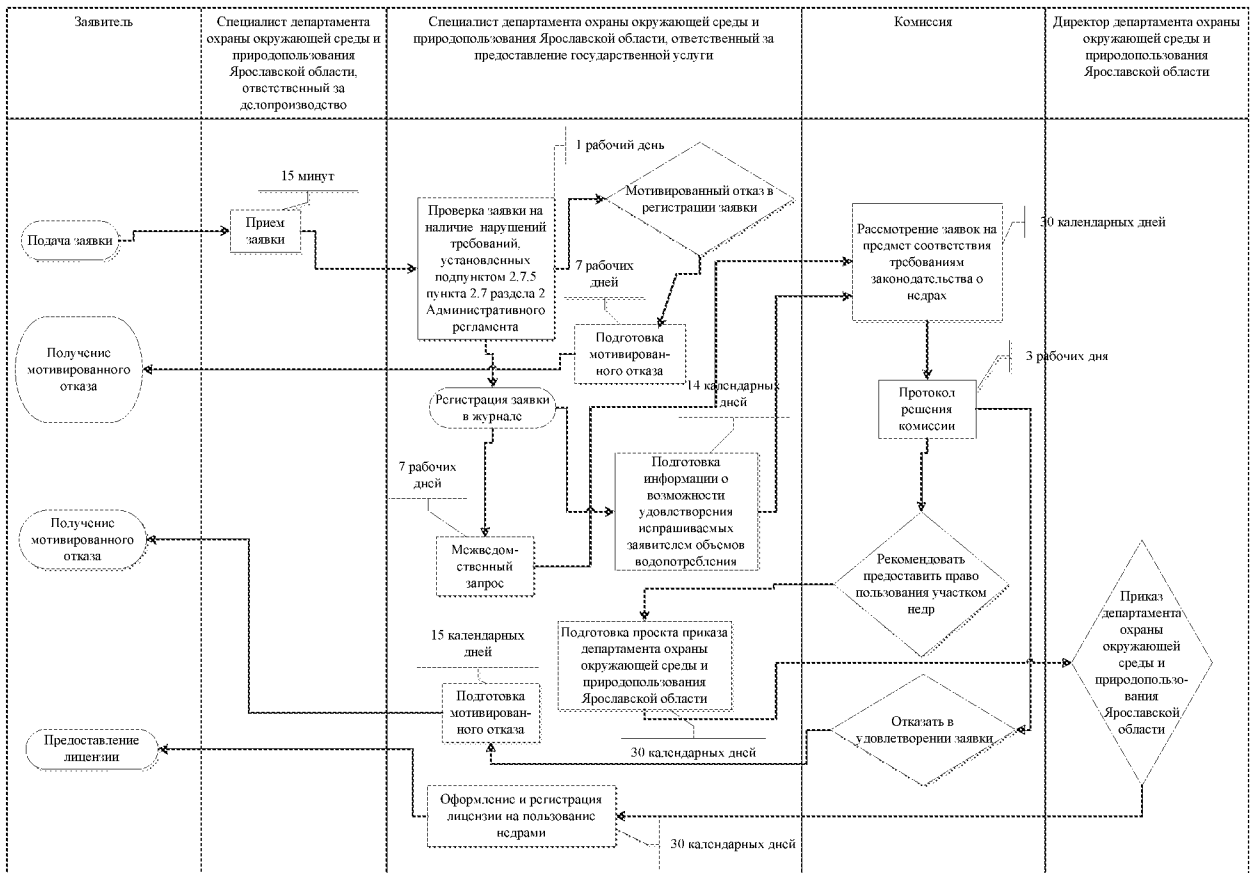 Заявитель
Специалист департамента
охраны окружающей среды и
природопользования
Ярославской области,
ответственный за
делопроизводство
Специалист департамента охраны окружающей среды и
природопользования Ярославской области, ответственный за
предоставление государственной услуги
Комиссия
Директор департамента охраны
окружающей среды и
природопользования
Ярославской области
1 рабочий день
15 минут
Мотивированный отказ в
регистрации заявки
Подача заявки
Прием
заявки
Проверка заявки на
наличие нарушений
требований,
установленных
подпунктом 2.7.5
пункта 2.7 раздела 2
Административного
регламента
30 календарных дней
Рассмотрение заявок на
предмет соответствия
требованиям
законодательства о
недрах
7 рабочих
дней
Получение
мотивированного
отказа
Подготовка
мотивирован-
ного отказа
3 рабочих дня
14 календарных
дней
Регистрация заявки
в журнале
Протокол
решения
комиссии
7 рабочих
дней
Подготовка
информации о
возможности
удовлетворения
испрашиваемых
заявителем объемов
водопотребления
Получение
мотивированного
отказа
Межведом-
ственный
запрос
Рекомендовать
предоставить право
пользования участком
недр
Приказ
департамента
охраны
окружающей
среды и
природопользо-
вания
Ярославской
области
15 календарных
дней
Подготовка проекта приказа
департамента охраны
окружающей среды и
природопользования
Ярославской области
Подготовка
мотивирован-
ного отказа
Отказать в
удовлетворении заявки
30 календарных дней
Предоставление
лицензии
Оформление и регистрация
лицензии на пользование
недрами
30 календарных дней